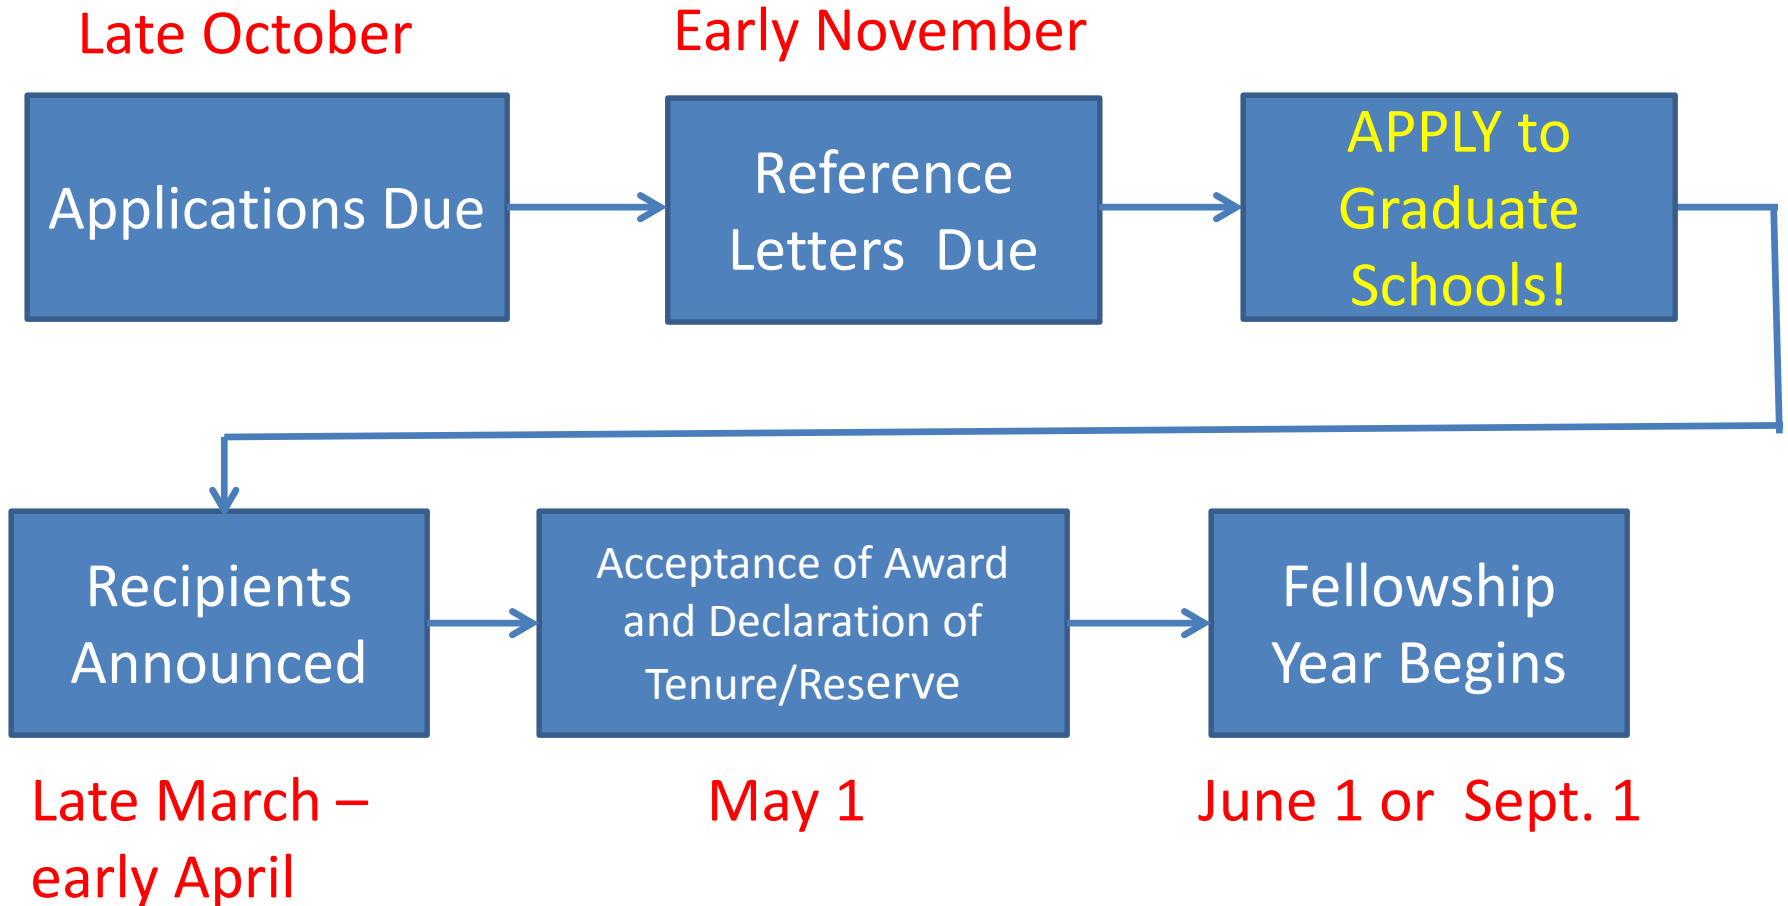 Late October
Early November
Applications Due
Reference
Letters  Due
APPLY to
Graduate
Schools!
Recipients
Announced
Acceptance of Award
and Declaration of
Tenure/Reserve
Fellowship
Year Begins
Late March –
early April
May 1
June 1 or  Sept. 1